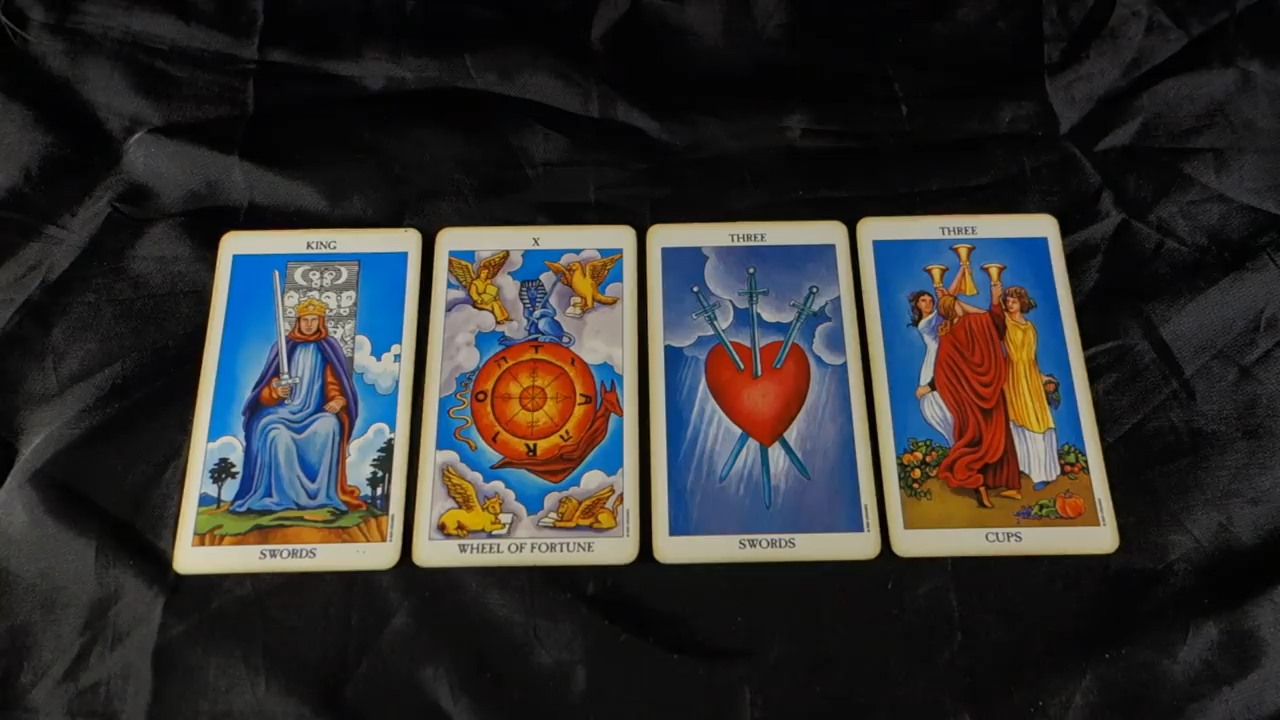 KING
SWORDS
X
WHEEL OF FORTUNE
THREE
SWORDS
THREE
CUPS